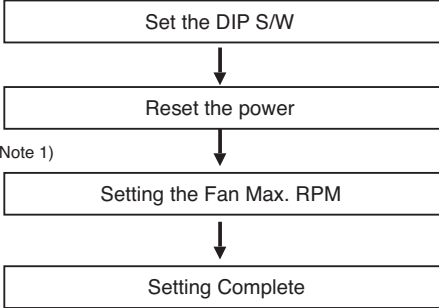 Set the DIP S/W
Reset the power
Note 1)
Setting the Fan Max. RPM
Setting Complete